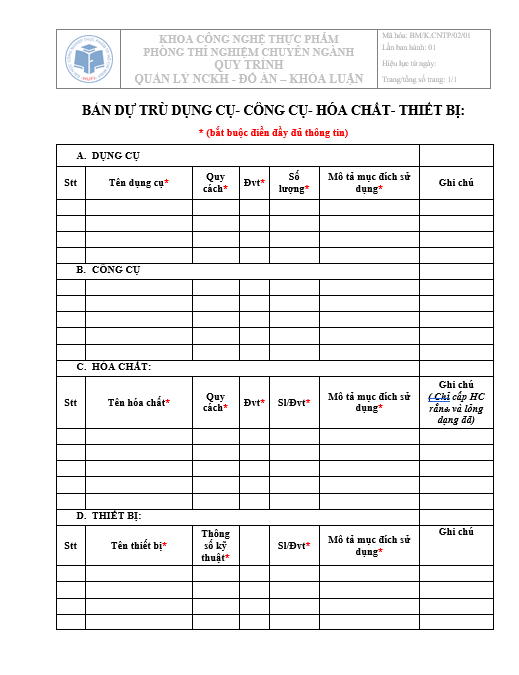 KHOA CÔNG NGHỆ THỰC PHẨM
PHÒNG THÍ NGHIỆM CHUYÊN NGÀNH
QUY TRÌNH
QUẢN LÝ NCKH - ĐỒ ÁN – KHÓA LUẬN
Mã hóa: BM/K.CNTP/02/01
Lần ban hành: 01
Hiệu lực từ ngày:
Trang/tổng số trang: 1/1
BẢN DỰ TRÙ DỤNG CỤ- CÔNG CỤ- HÓA CHẤT- THIẾT BỊ:
* (bắt buộc điền đầy đủ thông tin)
A. DỤNG CỤ
Stt Tên dụng cụ* Quy cách* Đvt* Số lượng* Mô tả mục đích sử dụng* Ghi chú
B. CÔNG CỤ
C. HÓA CHẤT:
Stt Tên hóa chất* Quy cách* Đvt* Sl/Đvt* Mô tả mục đích sử dụng* Ghi chú
( Chỉ cấp HC
rắn và lỏng
dạng đđ)
D. THIẾT BỊ:
Stt Tên thiết bị* Thông số kỹ thuật* Sl/Đvt* Mô tả mục đích sử dụng* Ghi chú